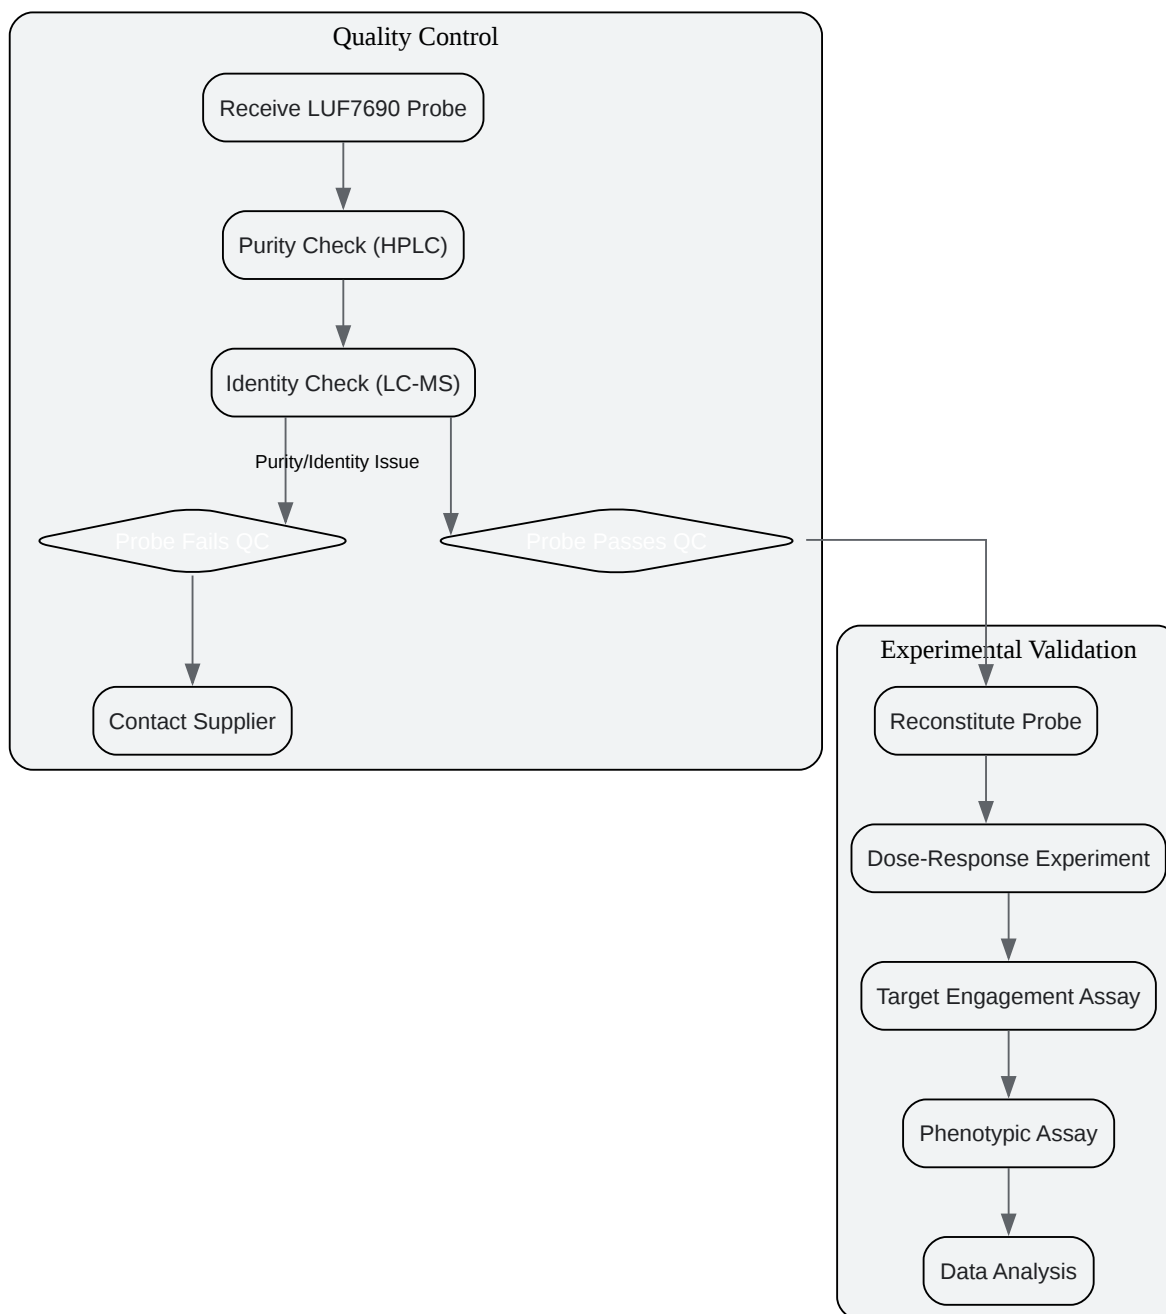 Quality Control
Receive LUF7690 Probe
Purity Check (HPLC)
Identity Check (LC-MS)
Purity/Identity Issue
Probe Fails QC
Probe Passes QC
Contact Supplier
Experimental Validation
Reconstitute Probe
Dose-Response Experiment
Target Engagement Assay
Phenotypic Assay
Data Analysis